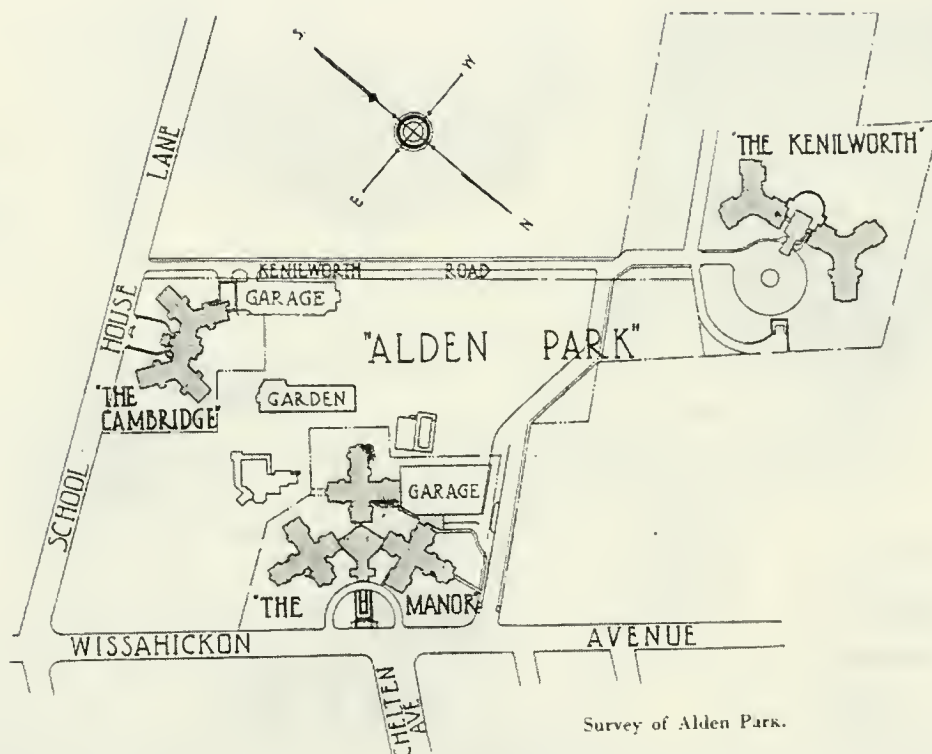 S
W
E
N
"THE KENILWORTH"
KENILWORTH ROAD
GARAGE
"ALDEN PARK"
"THE
CAMBRIDGE"
GARDEN
GARAGE
"THE MANOR"
SCHOOL HOUSE LANE
WISSAHICKON AVENUE
CHELTEN
AVE
Survey of Alden Park.